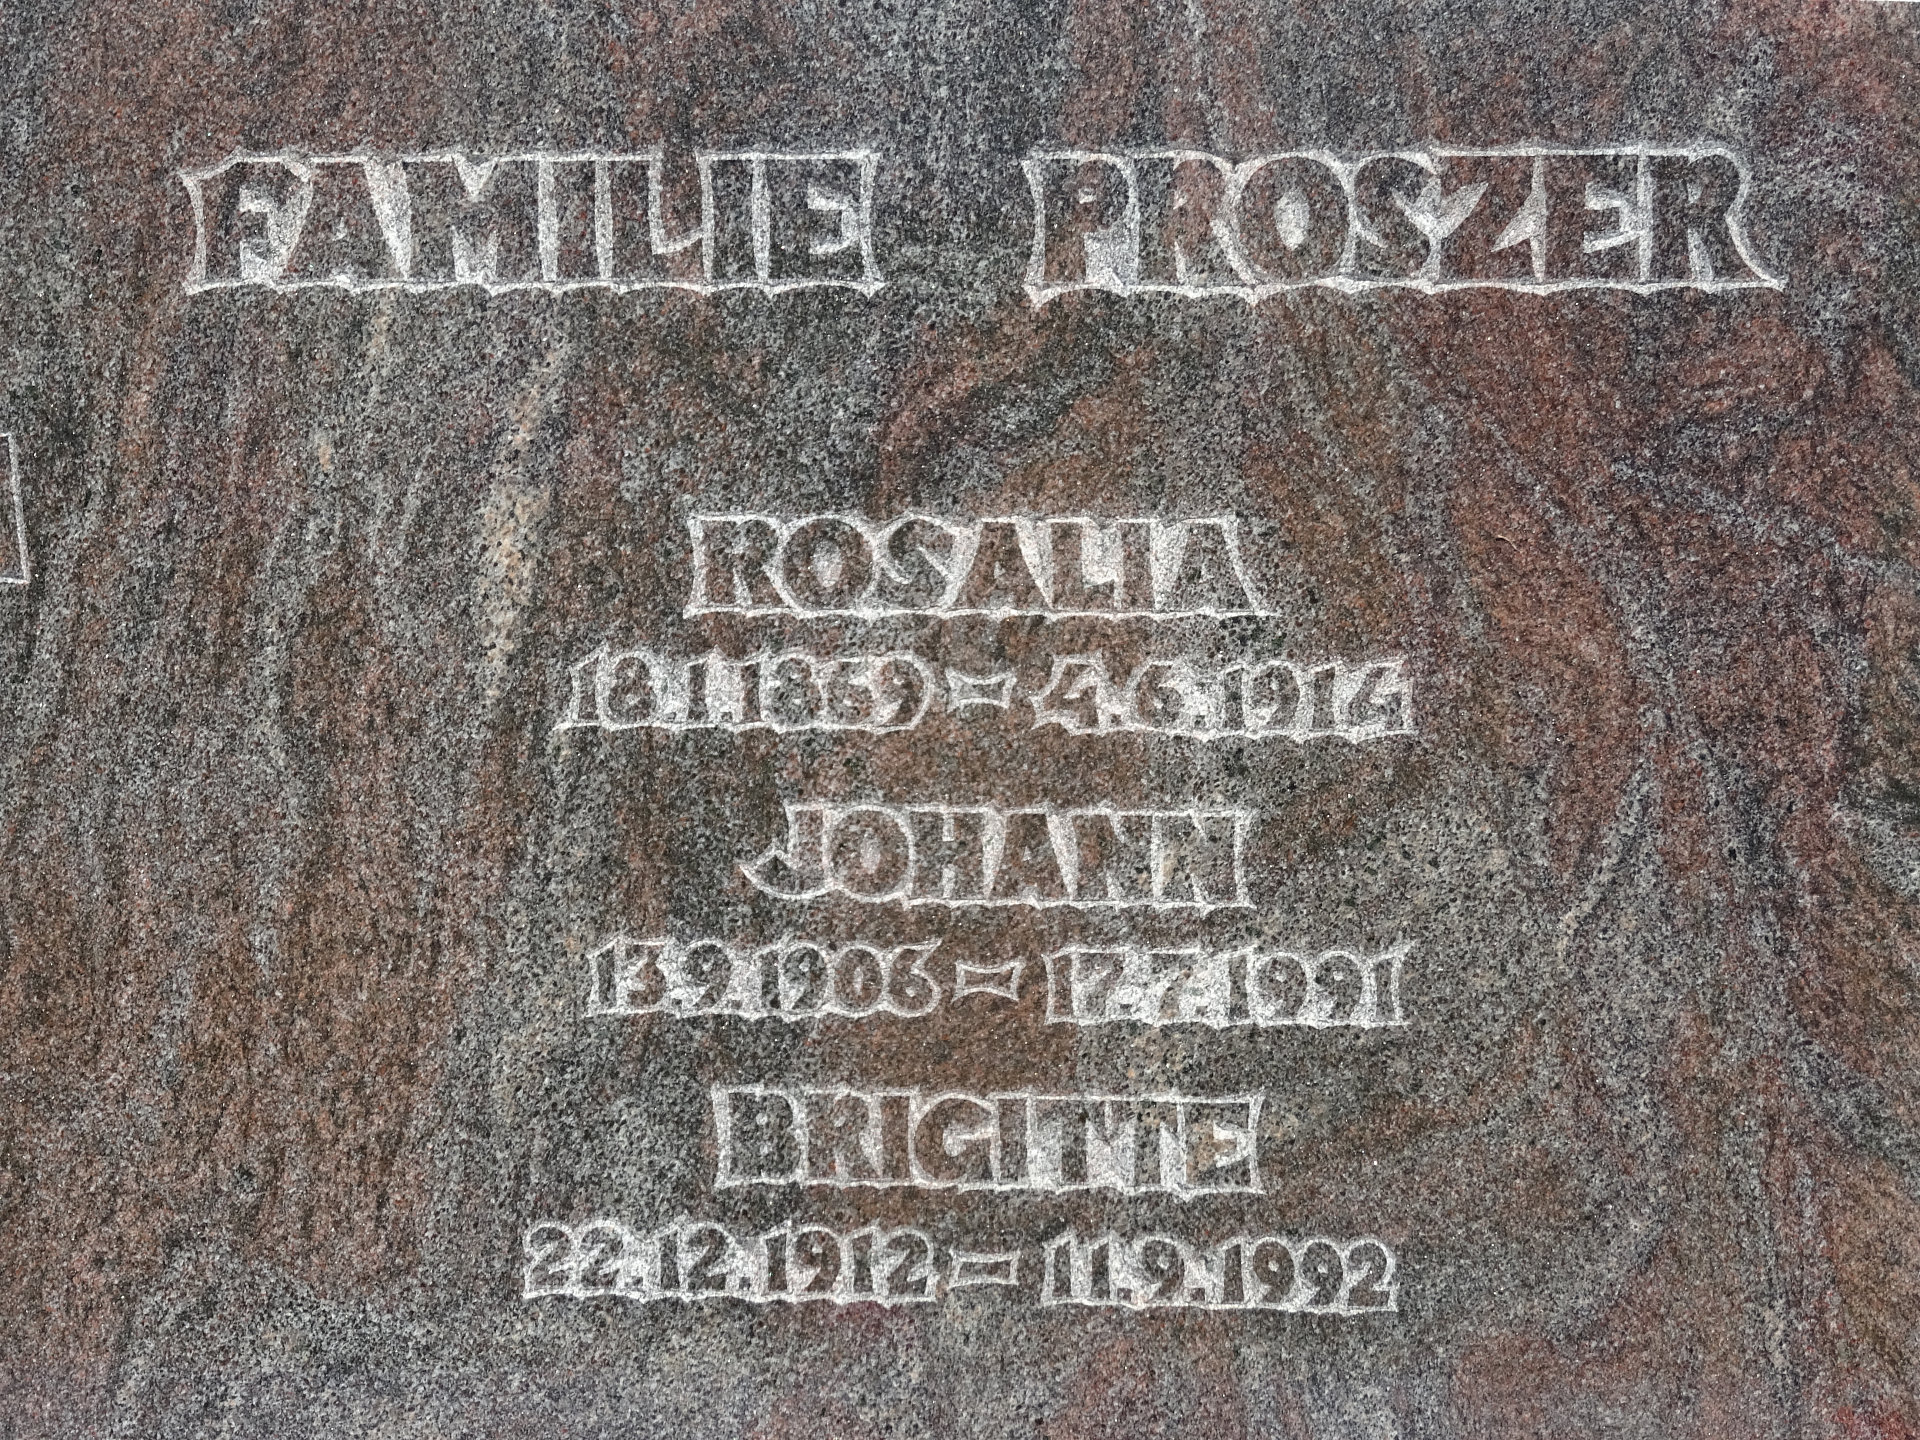 FAMILIE PROSZER
ROSALIA
18.1.1869 – 4.6.1914
JOHANN
13.9.1906 – 17.7.1991
BRIGITTE
22.12.1912 – 11.9.1992